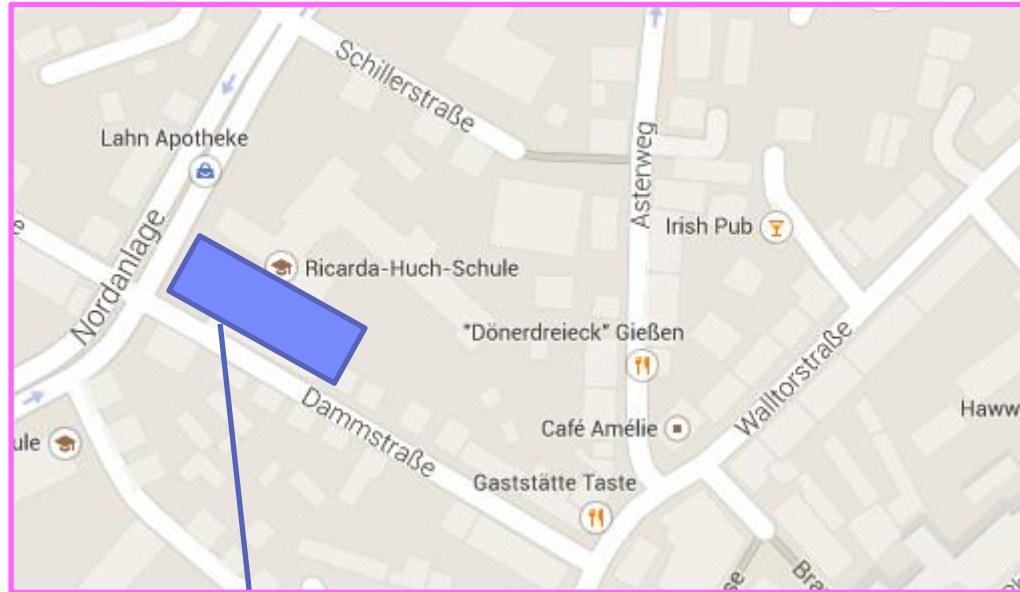 Schillerstraße
Lahn Apotheke
Asterweg
Irish Pub
Nordanlage
Ricarda-Huch-Schule
"Dönerdreieck" Gießen
Walltorstraße
Dammstraße
Haww
Café Amélie
ule
Gaststätte Taste